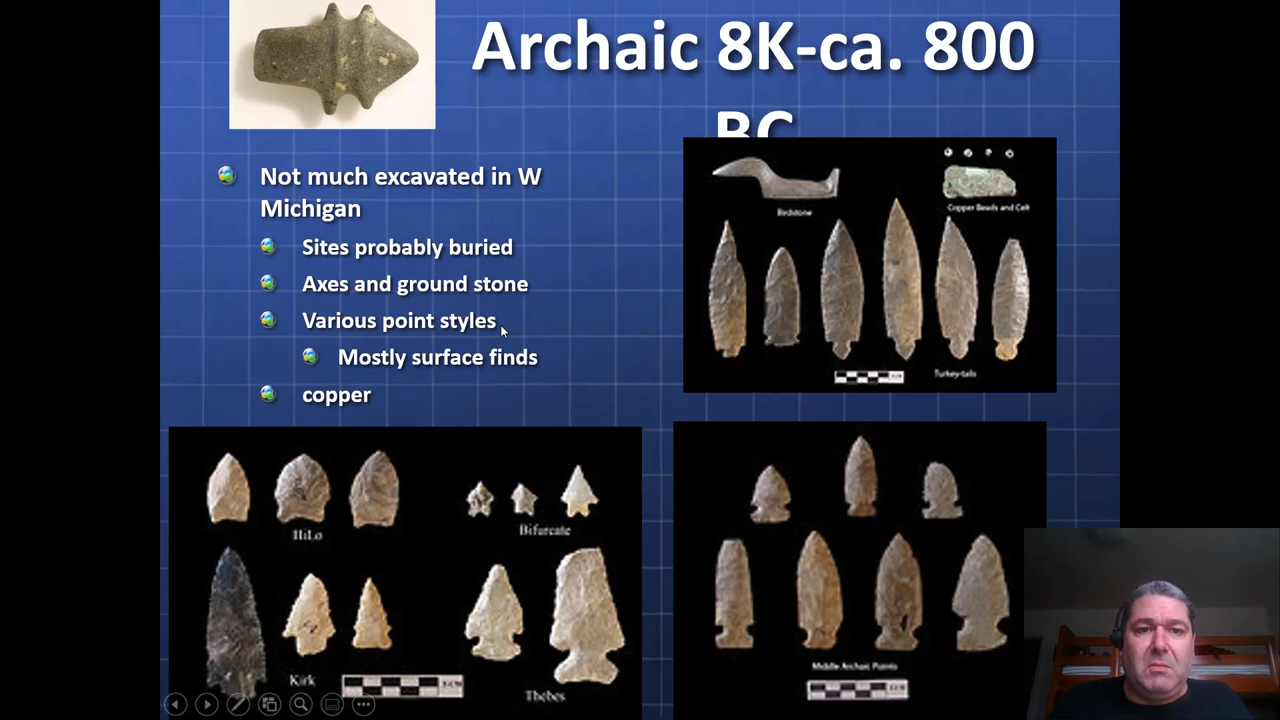 Archaic 8K-ca. 800
BC
Not much excavated in W
Michigan
Sites probably buried
Axes and ground stone
Various point styles
Mostly surface finds
copper
Birdstone
Copper Beads and Celt
Turkey-tails
HiLo
Bifurcate
Kirk
Thebes
Middle Archaic Points